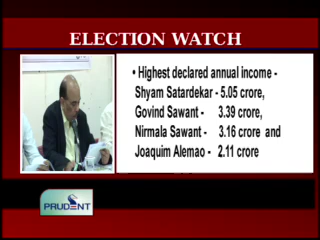 ELECTION WATCH
• Highest declared annual income -
Shyam Satardekar - 5.05 crore,
Govind Sawant - 3.39 crore,
Nirmala Sawant - 3.16 crore and
Joaquim Alemao - 2.11 crore
PRUDENT